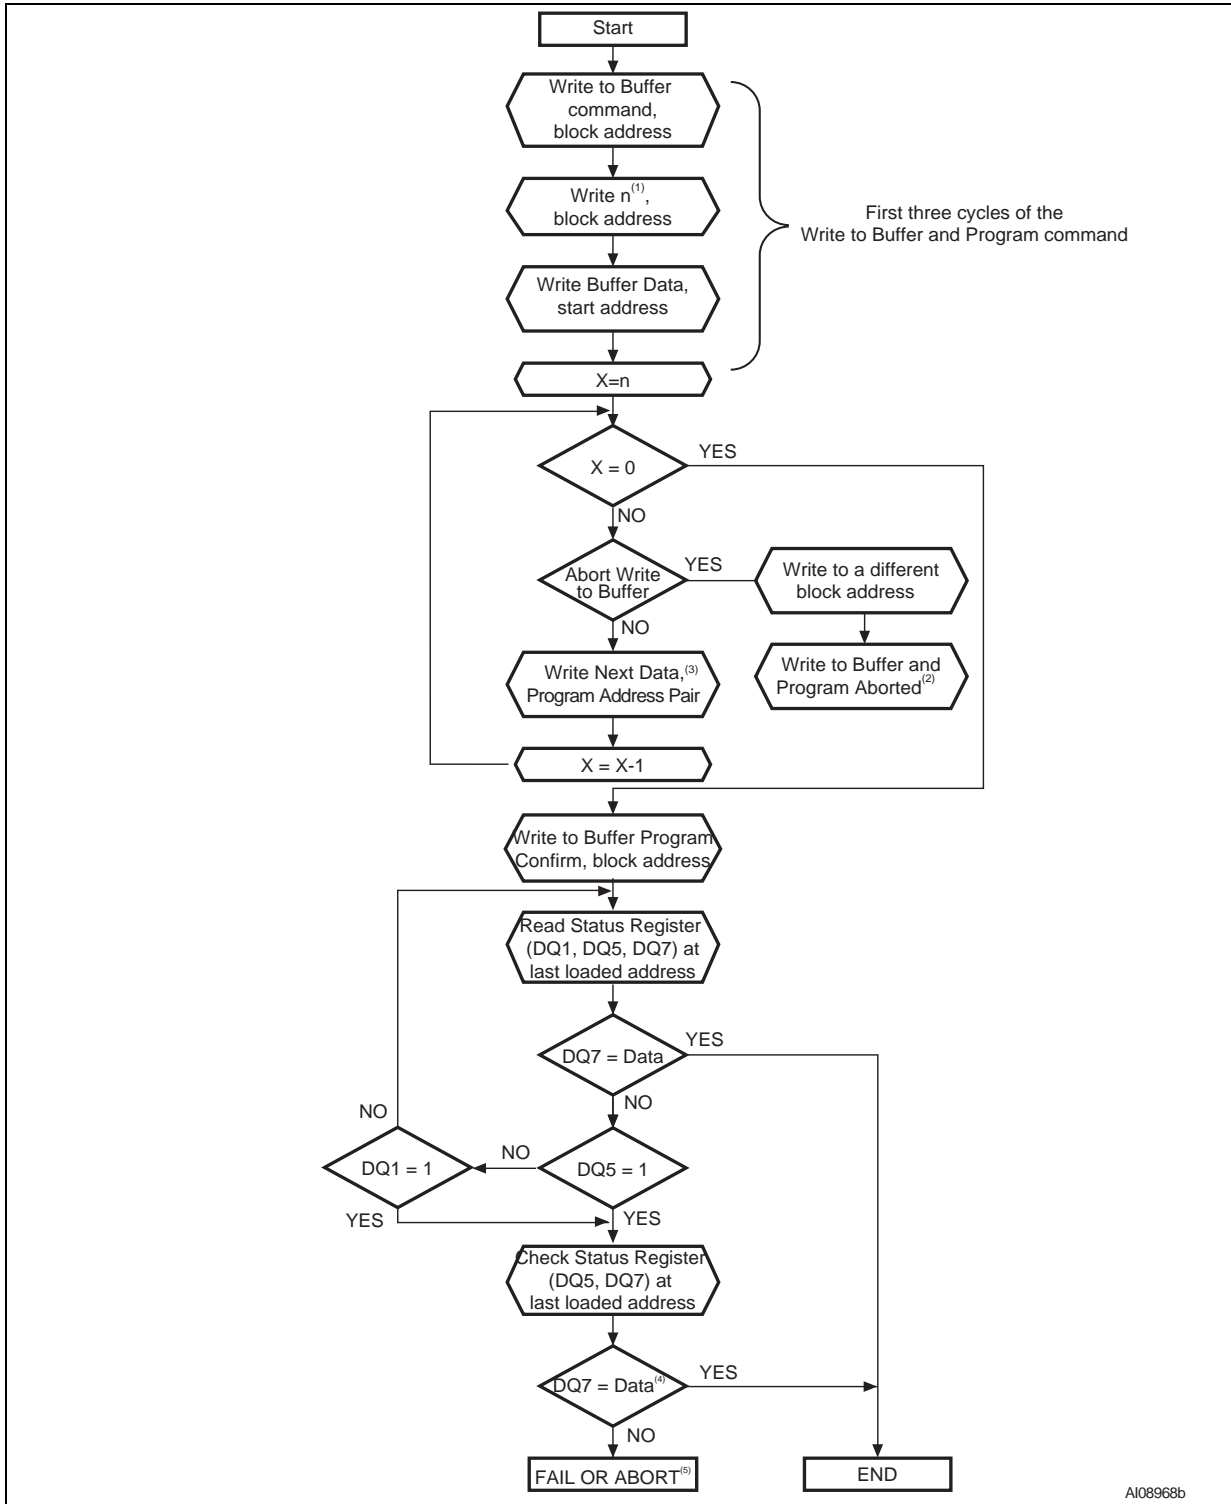 Start
Write to Buffer
command,
block address
Write n(1),
block address
First three cycles of the
Write to Buffer and Program command
Write Buffer Data,
start address
X=n
X = 0
YES
NO
Abort Write
to Buffer
YES
Write to a different
block address
NO
Write Next Data,(3)
Program Address Pair
Write to Buffer and
Program Aborted(2)
X = X-1
Write to Buffer Program
Confirm, block address
Read Status Register
(DQ1, DQ5, DQ7) at
last loaded address
DQ7 = Data
YES
NO
NO
DQ1 = 1
NO
DQ5 = 1
YES
YES
Check Status Register
(DQ5, DQ7) at
last loaded address
DQ7 = Data(4)
YES
NO
FAIL OR ABORT(5)
END
AI08968b